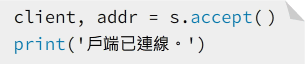 client, addr = s.accept()
print('戶端已連線。')